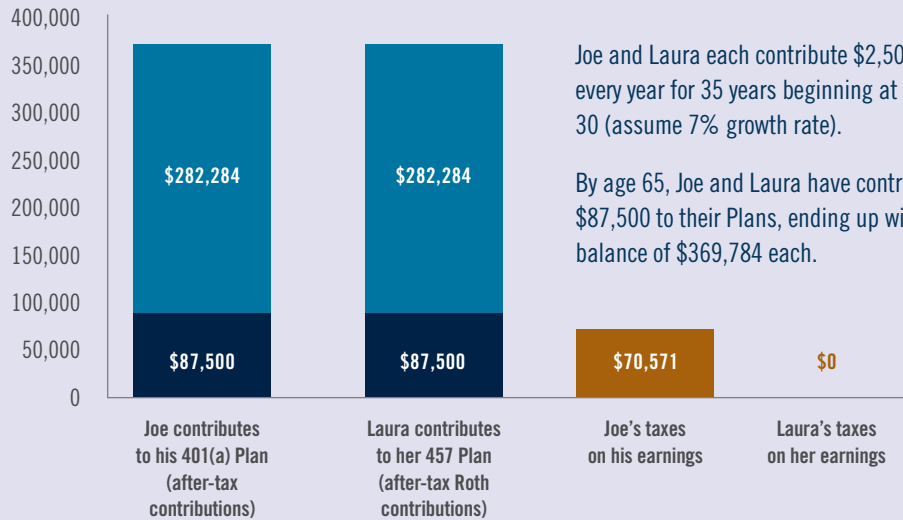 400,000
350,000
300,000
250,000
200,000
150,000
100,000
50,000
0
Joe and Laura each contribute $2,50
every year for 35 years beginning at
30 (assume 7% growth rate).
By age 65, Joe and Laura have contr
$87,500 to their Plans, ending up wi
balance of $369,784 each.
$282,284
$282,284
$87,500
$87,500
$70,571
$0
Joe contributes
to his 401(a) Plan
(after-tax
contributions)
Laura contributes
to her 457 Plan
(after-tax Roth
contributions)
Joe’s taxes
on his earnings
Laura’s taxes
on her earnings